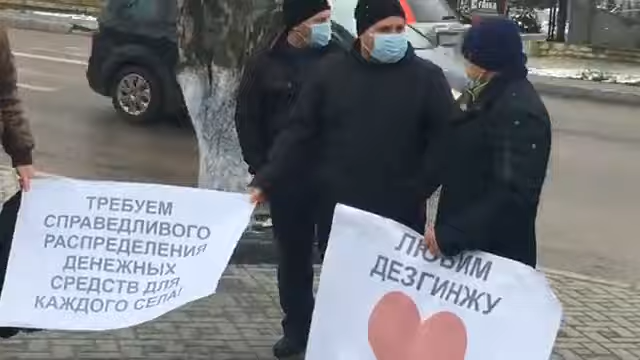 ТРЕБУЕМ
СПРАВЕДЛИВОГО
РАСПРЕДЕЛЕНИЯ
ДЕНЕЖНЫХ
СРЕДСТВ ДЛЯ
КАЖДОГО СЕЛА!
ЛЮБИМ
ДЕЗГИНЖУ